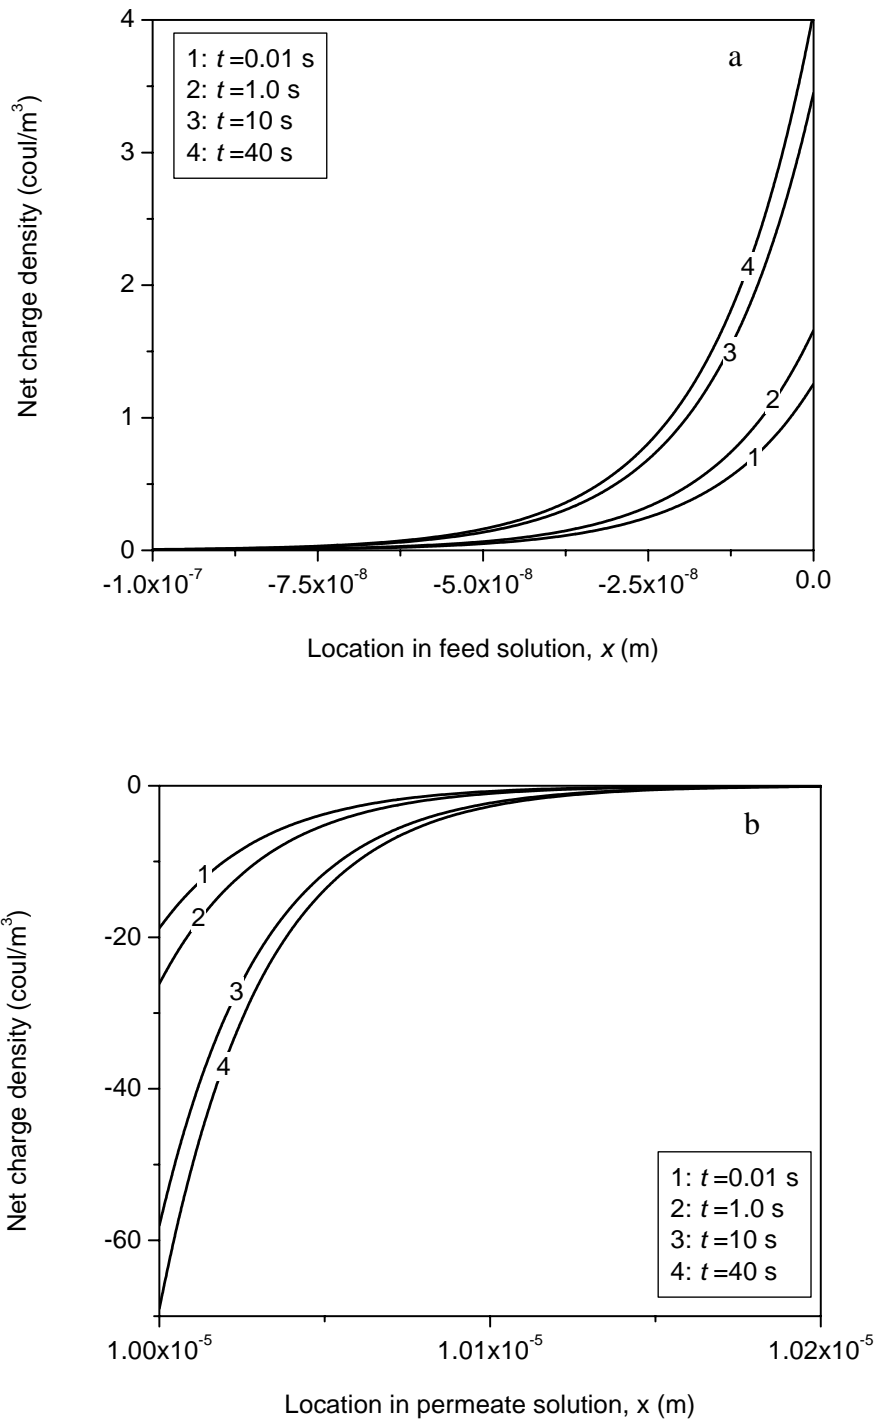 a
1: t=0.01 s
2: t=1.0 s
3: t=10 s
4: t=40 s
Net charge density (coul/m³)
4
3
2
1
0
4
3
2
1
-1.0x10⁻⁷ -7.5x10⁻⁸ -5.0x10⁻⁸ -2.5x10⁻⁸ 0.0
Location in feed solution, x (m)
b
Net charge density (coul/m³)
0
-20
-40
-60
1
2
3
4
1: t=0.01 s
2: t=1.0 s
3: t=10 s
4: t=40 s
1.00x10⁻⁵ 1.01x10⁻⁵ 1.02x10⁻⁵
Location in permeate solution, x (m)